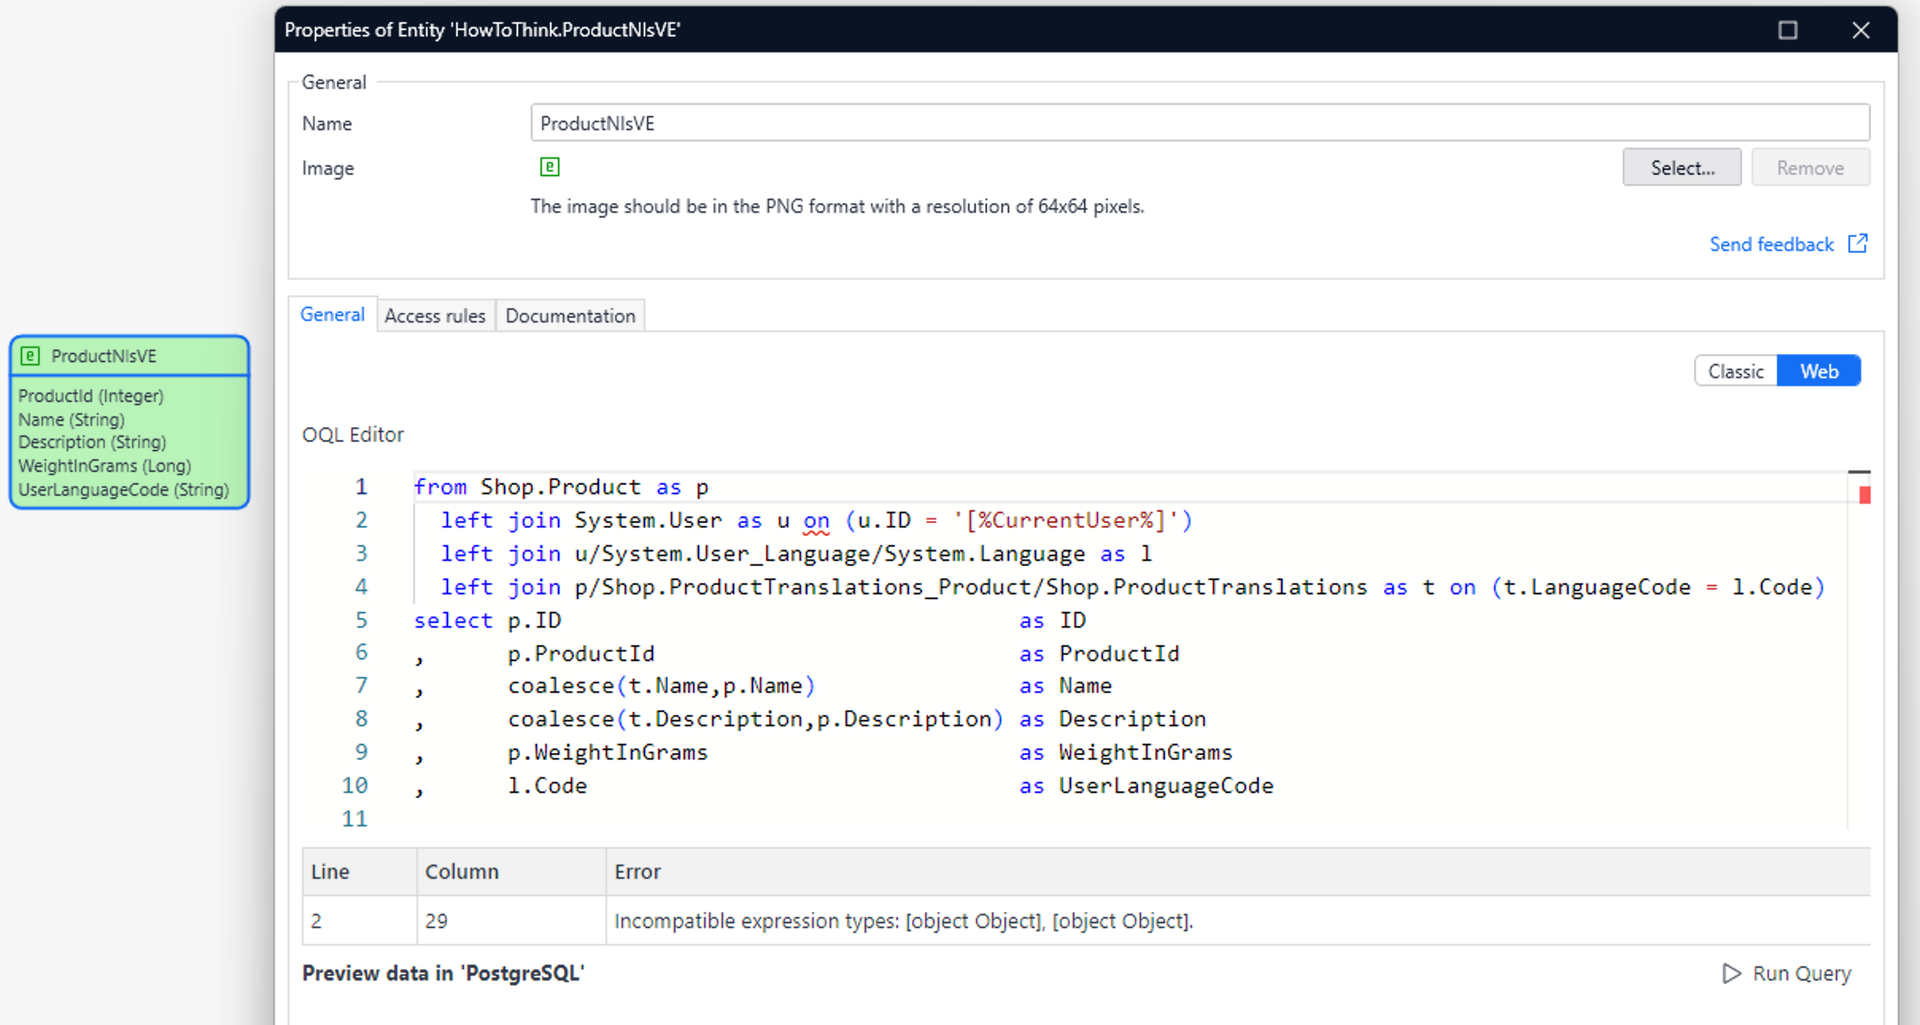 Properties of Entity 'HowToThink.ProductNlsVE'
General
Name
ProductNlsVE
Image
Select...
Remove
The image should be in the PNG format with a resolution of 64x64 pixels.
Send feedback
General
Access rules
Documentation
ProductNlsVE
ProductId (Integer)
Name (String)
Description (String)
WeightInGrams (Long)
UserLanguageCode (String)
Classic
Web
OQL Editor
1 from Shop.Product as p
2 left join System.User as u on (u.ID = '[%CurrentUser%]')
3 left join u/System.User_Language/System.Language as l
4 left join p/Shop.ProductTranslations_Product/Shop.ProductTranslations as t on (t.LanguageCode = l.Code)
5 select p.ID as ID
6 , p.ProductId as ProductId
7 , coalesce(t.Name,p.Name) as Name
8 , coalesce(t.Description,p.Description) as Description
9 , p.WeightInGrams as WeightInGrams
10 , l.Code as UserLanguageCode
11
Line Column Error
2 29 Incompatible expression types: [object Object], [object Object].
Preview data in 'PostgreSQL'
Run Query